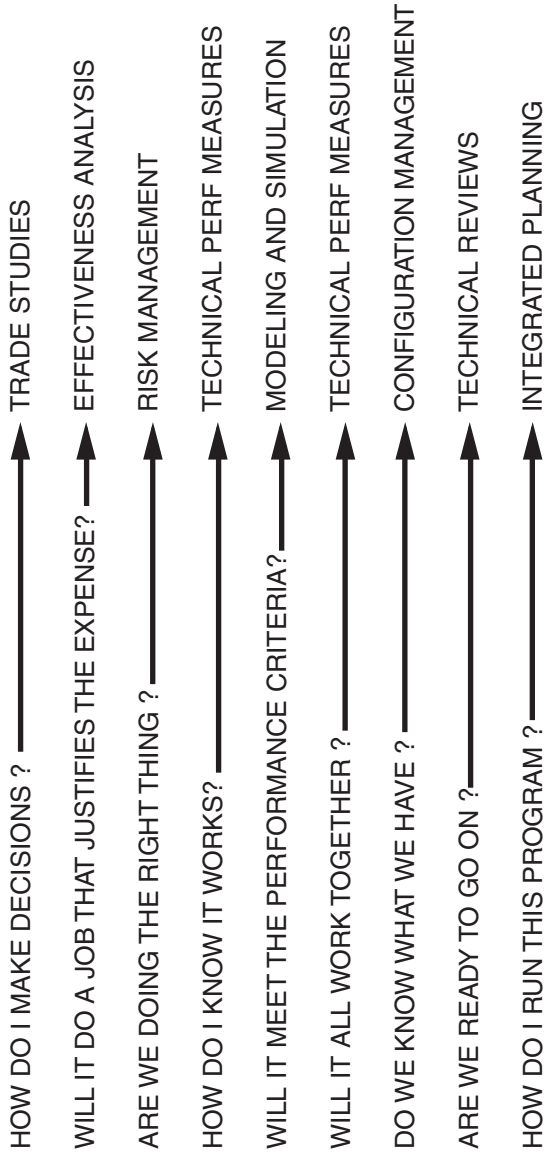 HOW DO I MAKE DECISIONS ? TRADE STUDIES
WILL IT DO A JOB THAT JUSTIFIES THE EXPENSE? EFFECTIVENESS ANALYSIS
ARE WE DOING THE RIGHT THING ? RISK MANAGEMENT
HOW DO I KNOW IT WORKS? TECHNICAL PERF MEASURES
WILL IT MEET THE PERFORMANCE CRITERIA? MODELING AND SIMULATION
WILL IT ALL WORK TOGETHER ? TECHNICAL PERF MEASURES
DO WE KNOW WHAT WE HAVE ? CONFIGURATION MANAGEMENT
ARE WE READY TO GO ON ? TECHNICAL REVIEWS
HOW DO I RUN THIS PROGRAM ? INTEGRATED PLANNING